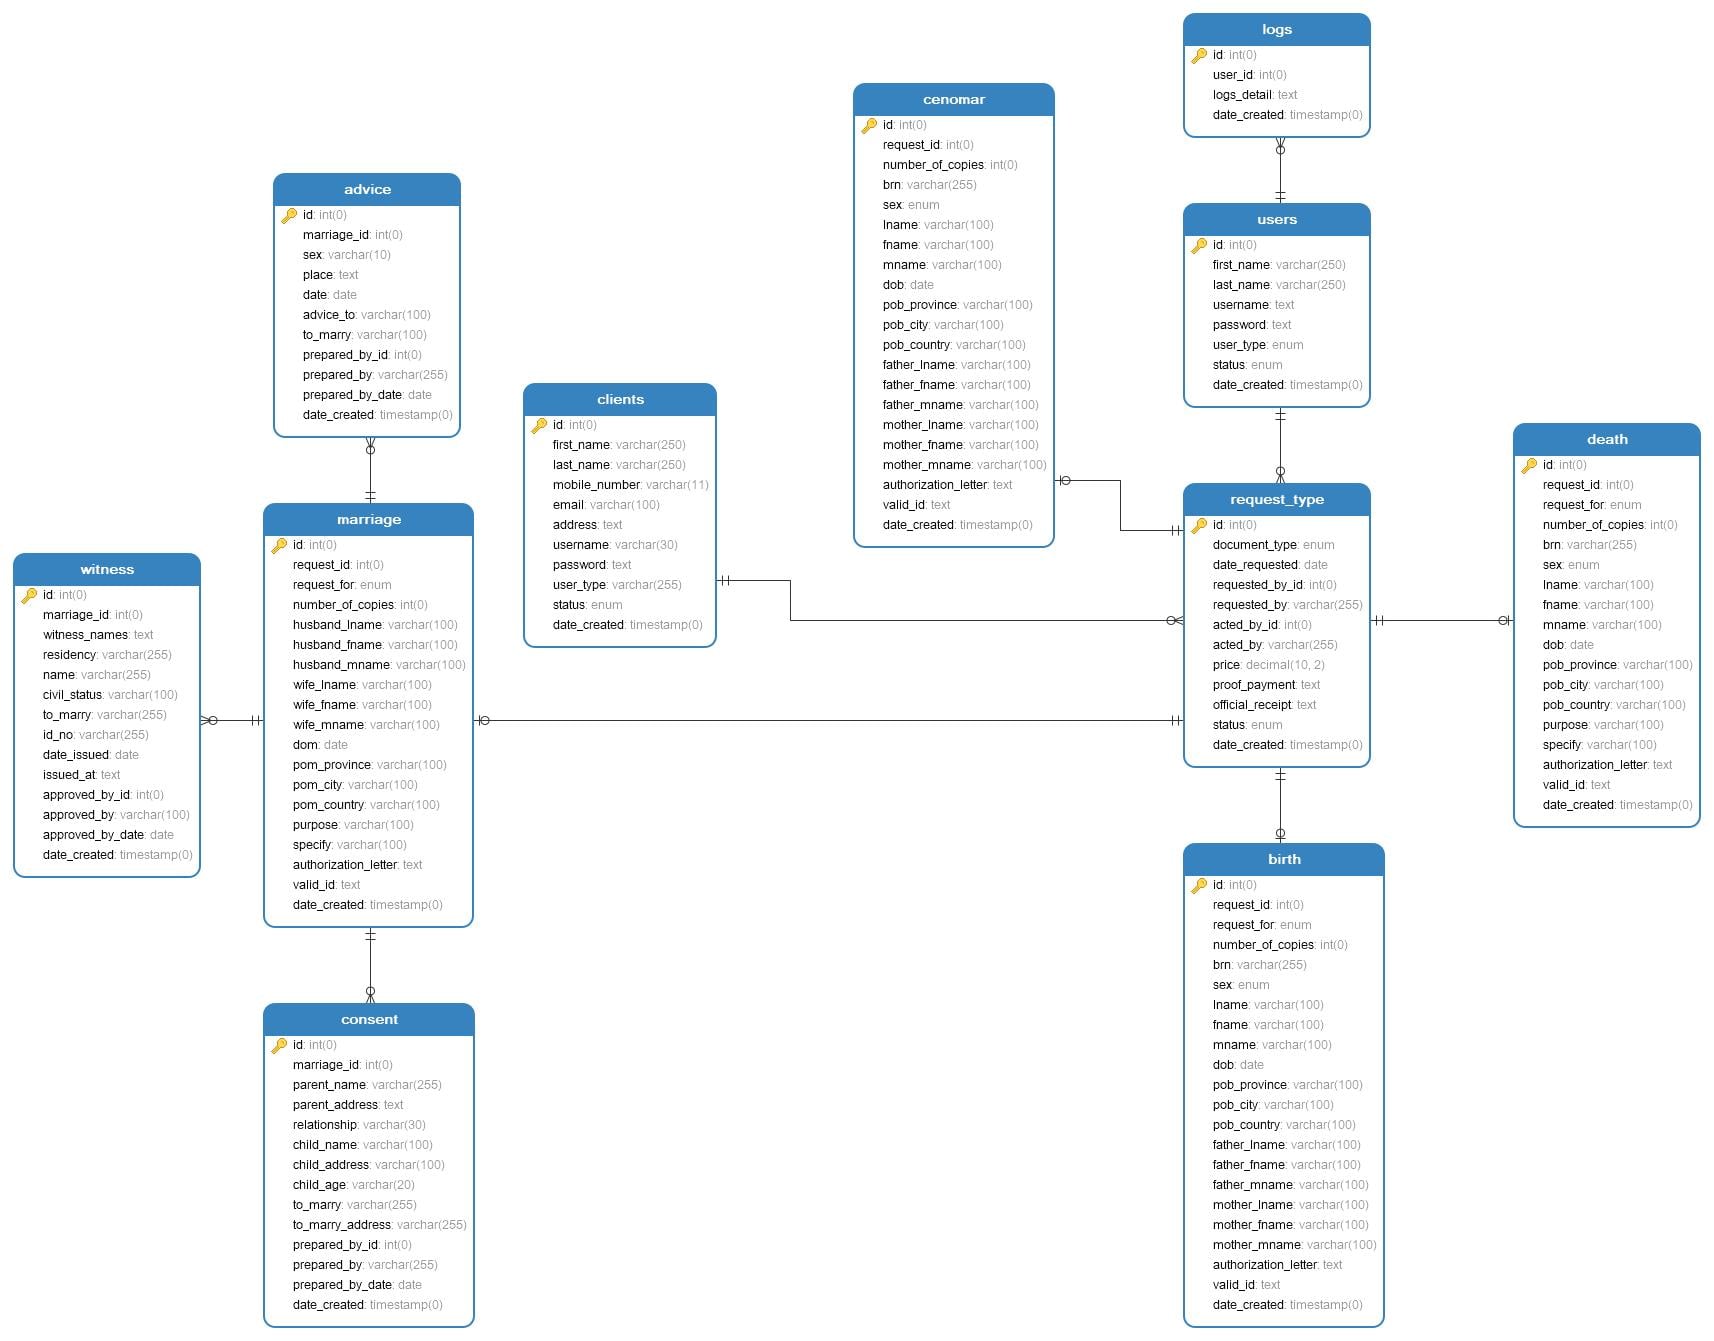 logs
id: int(0)
user_id: int(0)
logs_detail: text
date_created: timestamp(0)
cenomar
id: int(0)
request_id: int(0)
number_of_copies: int(0)
brn: varchar(255)
sex: enum
lname: varchar(100)
fname: varchar(100)
mname: varchar(100)
dob: date
pob_province: varchar(100)
pob_city: varchar(100)
pob_country: varchar(100)
father_lname: varchar(100)
father_fname: varchar(100)
father_mname: varchar(100)
mother_lname: varchar(100)
mother_fname: varchar(100)
mother_mname: varchar(100)
authorization_letter: text
valid_id: text
date_created: timestamp(0)
advice
id: int(0)
marriage_id: int(0)
sex: varchar(10)
place: text
date: date
advice_to: varchar(100)
to_marry: varchar(100)
prepared_by_id: int(0)
prepared_by: varchar(255)
prepared_by_date: date
date_created: timestamp(0)
users
id: int(0)
first_name: varchar(250)
last_name: varchar(250)
username: text
password: text
user_type: enum
status: enum
date_created: timestamp(0)
clients
id: int(0)
first_name: varchar(250)
last_name: varchar(250)
mobile_number: varchar(11)
email: varchar(100)
address: text
username: varchar(30)
password: text
user_type: varchar(255)
status: enum
date_created: timestamp(0)
death
id: int(0)
request_id: int(0)
request_for: enum
number_of_copies: int(0)
brn: varchar(255)
sex: enum
lname: varchar(100)
fname: varchar(100)
mname: varchar(100)
dob: date
pob_province: varchar(100)
pob_city: varchar(100)
pob_country: varchar(100)
purpose: varchar(100)
specify: varchar(100)
authorization_letter: text
valid_id: text
date_created: timestamp(0)
request_type
id: int(0)
document_type: enum
date_requested: date
requested_by_id: int(0)
requested_by: varchar(255)
acted_by_id: int(0)
acted_by: varchar(255)
price: decimal(10, 2)
proof_payment: text
official_receipt: text
status: enum
date_created: timestamp(0)
marriage
id: int(0)
request_id: int(0)
request_for: enum
number_of_copies: int(0)
husband_lname: varchar(100)
husband_fname: varchar(100)
husband_mname: varchar(100)
wife_lname: varchar(100)
wife_fname: varchar(100)
wife_mname: varchar(100)
dom: date
pom_province: varchar(100)
pom_city: varchar(100)
pom_country: varchar(100)
purpose: varchar(100)
specify: varchar(100)
authorization_letter: text
valid_id: text
date_created: timestamp(0)
witness
id: int(0)
marriage_id: int(0)
witness_names: text
residency: varchar(255)
name: varchar(255)
civil_status: varchar(100)
to_marry: varchar(255)
id_no: varchar(255)
date_issued: date
issued_at: text
approved_by_id: int(0)
approved_by: varchar(100)
approved_by_date: date
date_created: timestamp(0)
birth
id: int(0)
request_id: int(0)
request_for: enum
number_of_copies: int(0)
brn: varchar(255)
sex: enum
lname: varchar(100)
fname: varchar(100)
mname: varchar(100)
dob: date
pob_province: varchar(100)
pob_city: varchar(100)
pob_country: varchar(100)
father_lname: varchar(100)
father_fname: varchar(100)
father_mname: varchar(100)
mother_lname: varchar(100)
mother_fname: varchar(100)
mother_mname: varchar(100)
authorization_letter: text
valid_id: text
date_created: timestamp(0)
consent
id: int(0)
marriage_id: int(0)
parent_name: varchar(255)
parent_address: text
relationship: varchar(30)
child_name: varchar(100)
child_address: varchar(100)
child_age: varchar(20)
to_marry: varchar(255)
to_marry_address: varchar(255)
prepared_by_id: int(0)
prepared_by: varchar(255)
prepared_by_date: date
date_created: timestamp(0)